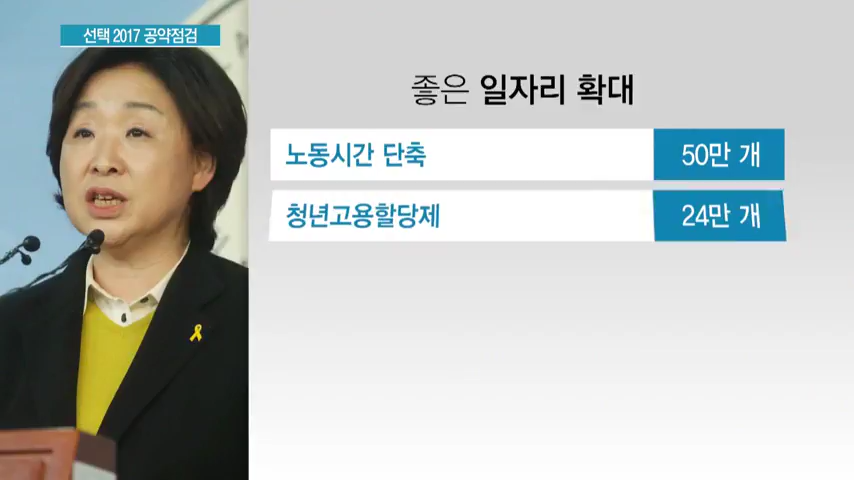 선택 2017 공약점검
좋은 일자리 확대
노동시간 단축 50만 개
청년고용할당제 24만 개